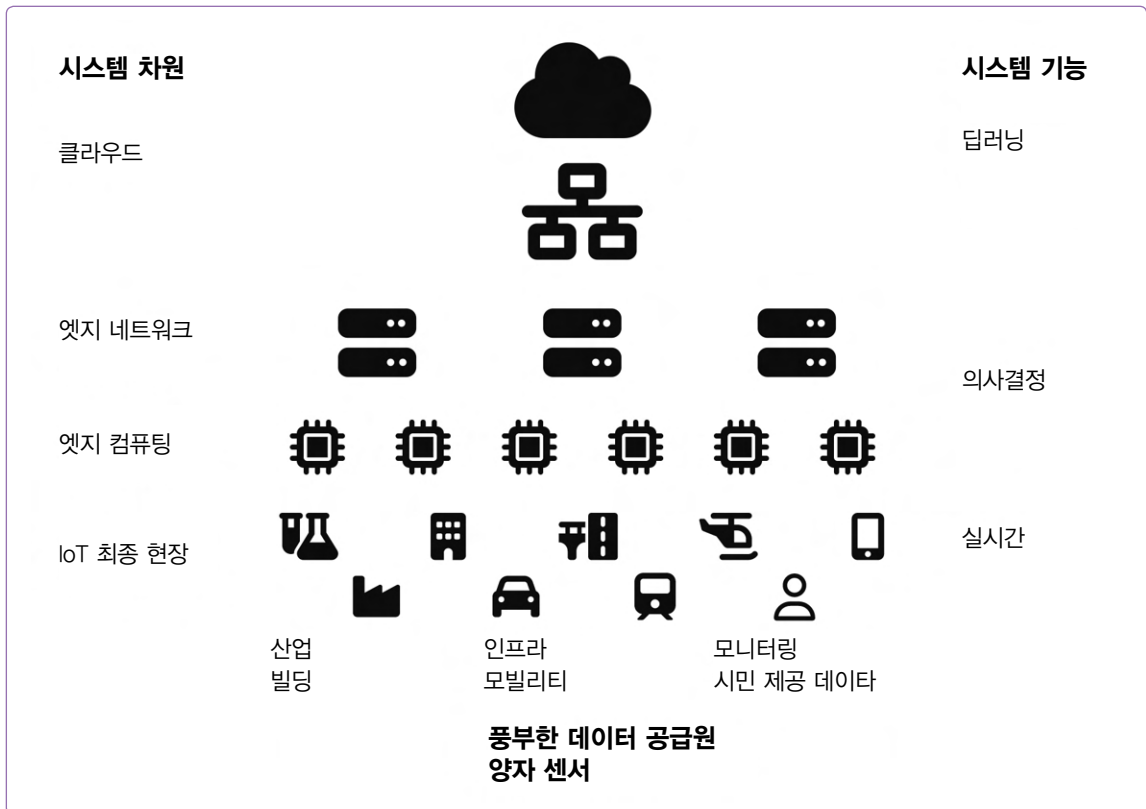 시스템 차원
시스템 기능
클라우드
딥러닝
엣지 네트워크
의사결정
엣지 컴퓨팅
IoT 최종 현장
실시간
산업
빌딩
인프라
모빌리티
모니터링
시민 제공 데이타
풍부한 데이터 공급원
양자 센서